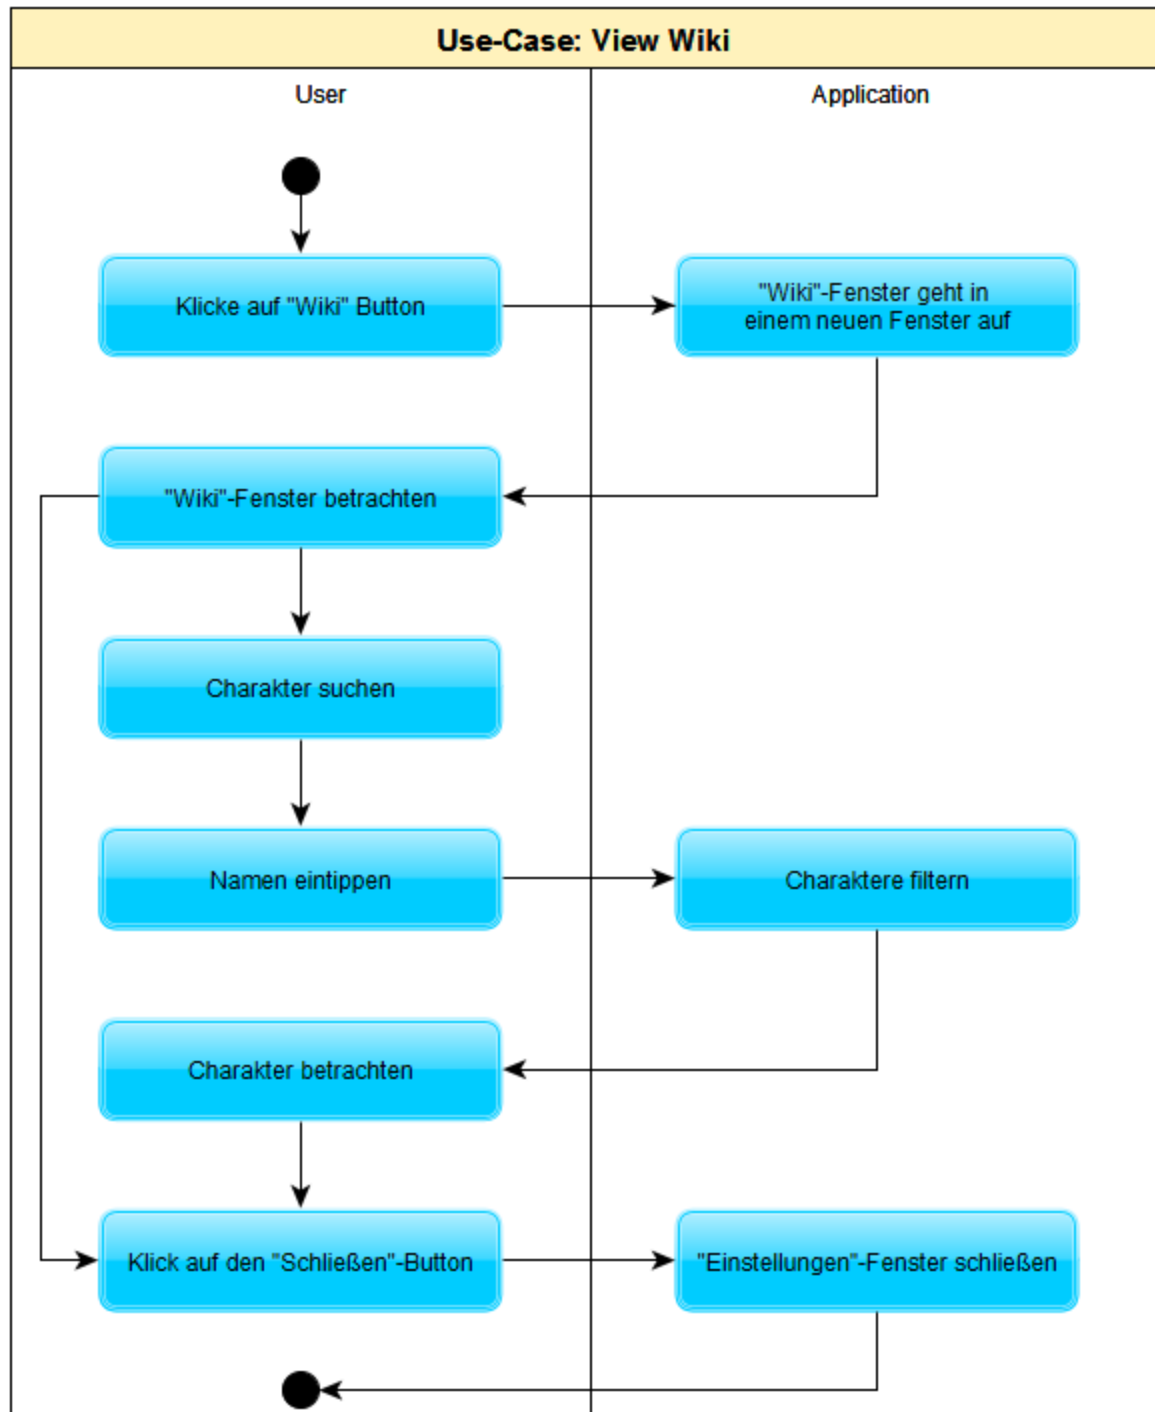 Use-Case: View Wiki
User
Application
Klicke auf "Wiki" Button
"Wiki"-Fenster geht in
einem neuen Fenster auf
"Wiki"-Fenster betrachten
Charakter suchen
Namen eintippen
Charaktere filtern
Charakter betrachten
Klick auf den "Schließen"-Button
"Einstellungen"-Fenster schließen